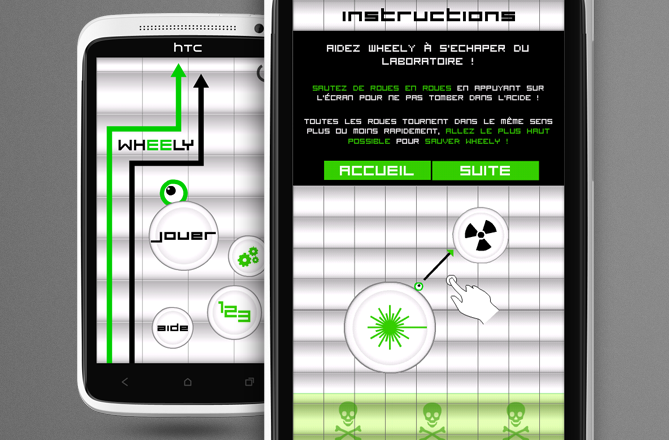 hTC
WHEELY
jouer
123
aide
instructions
AIDEZ WHEELY À S'ECHAPER DU
LABORATOIRE !
SAUTEZ DE ROUES EN ROUES EN APPUYANT SUR
L'ÉCRAN POUR NE PAS TOMBER DANS L'ACIDE !
TOUTES LES ROUES TOURNENT DANS LE MÊME SENS
PLUS OU MOINS RAPIDEMENT, ALLEZ LE PLUS HAUT
POSSIBLE POUR SAUVER WHEELY !
ACCUEIL
SUITE